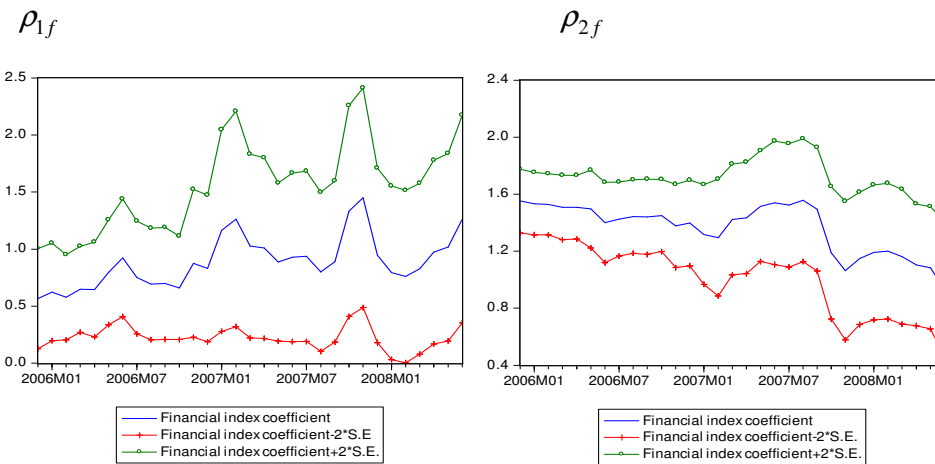 ρ1f
ρ2f
2.5
2.0
1.5
1.0
0.5
0.0
2006M01 2006M07 2007M01 2007M07 2008M01
Financial index coefficient
Financial index coefficient-2*S.E
Financial index coefficient+2*S.E.
2.4
2.0
1.6
1.2
0.8
0.4
2006M01 2006M07 2007M01 2007M07 2008M01
Financial index coefficient
Financial index coefficient-2*S.E.
Financial index coefficient+2*S.E.